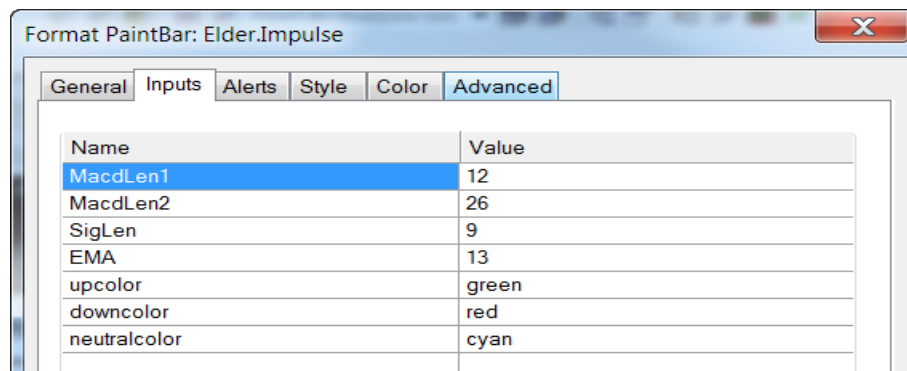 Format PaintBar: Elder.Impulse
General Inputs Alerts Style Color Advanced
Name Value
MacdLen1 12
MacdLen2 26
SigLen 9
EMA 13
upcolor green
downcolor red
neutralcolor cyan